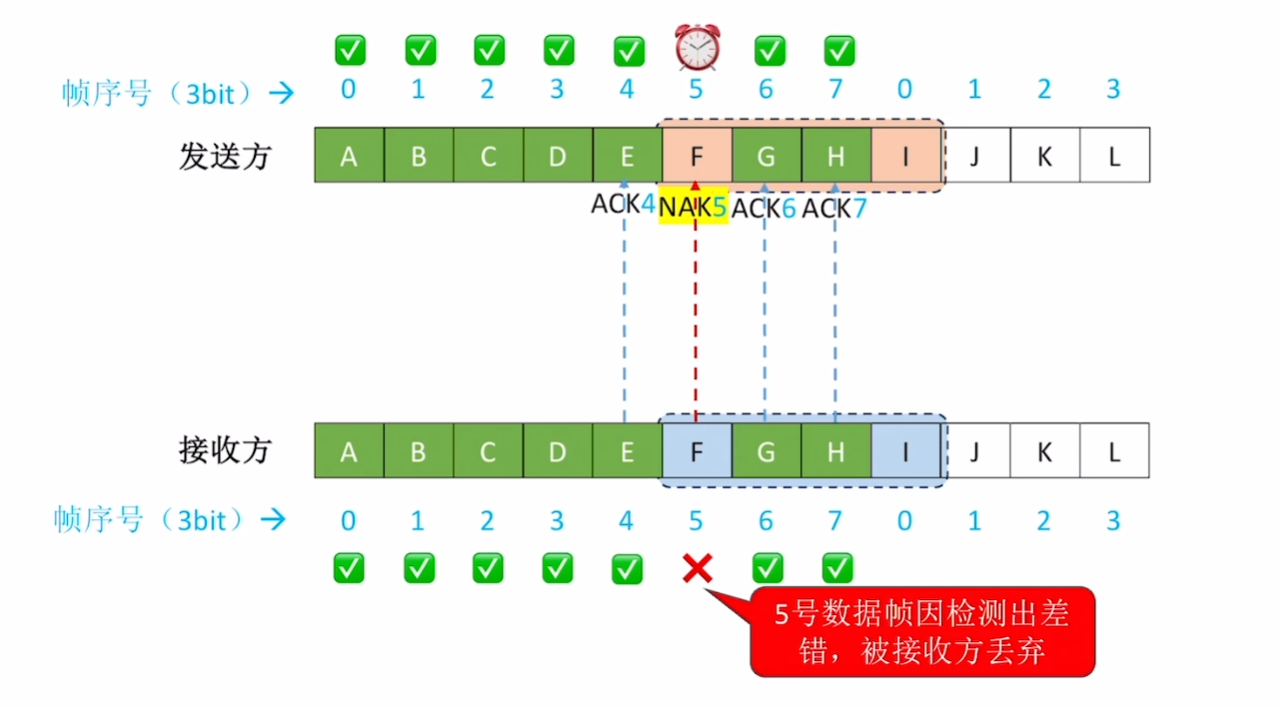 帧序号（3bit）→ 0 1 2 3 4 5 6 7 0 1 2 3
发送方 A B C D E F G H I J K L
ACK4 NAK5 ACK6 ACK7
接收方 A B C D E F G H I J K L
帧序号（3bit）→ 0 1 2 3 4 5 6 7 0 1 2 3
5号数据帧因检测出差
错，被接收方丢弃